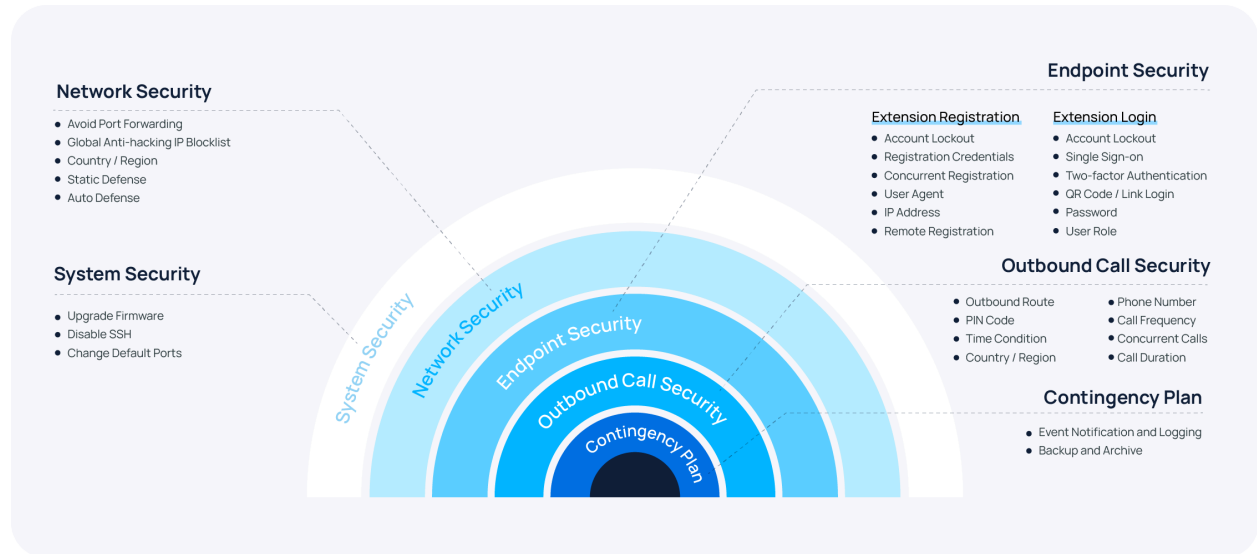 Network Security
Avoid Port Forwarding
Global Anti-hacking IP Blocklist
Country / Region
Static Defense
Auto Defense
System Security
Upgrade Firmware
Disable SSH
Change Default Ports
System Security
Network Security
Endpoint Security
Outbound Call Security
Contingency Plan
Endpoint Security
Extension Registration
Account Lockout
Registration Credentials
Concurrent Registration
User Agent
IP Address
Remote Registration
Extension Login
Account Lockout
Single Sign-on
Two-factor Authentication
QR Code / Link Login
Password
User Role
Outbound Call Security
Outbound Route
PIN Code
Time Condition
Country / Region
Phone Number
Call Frequency
Concurrent Calls
Call Duration
Contingency Plan
Event Notification and Logging
Backup and Archive